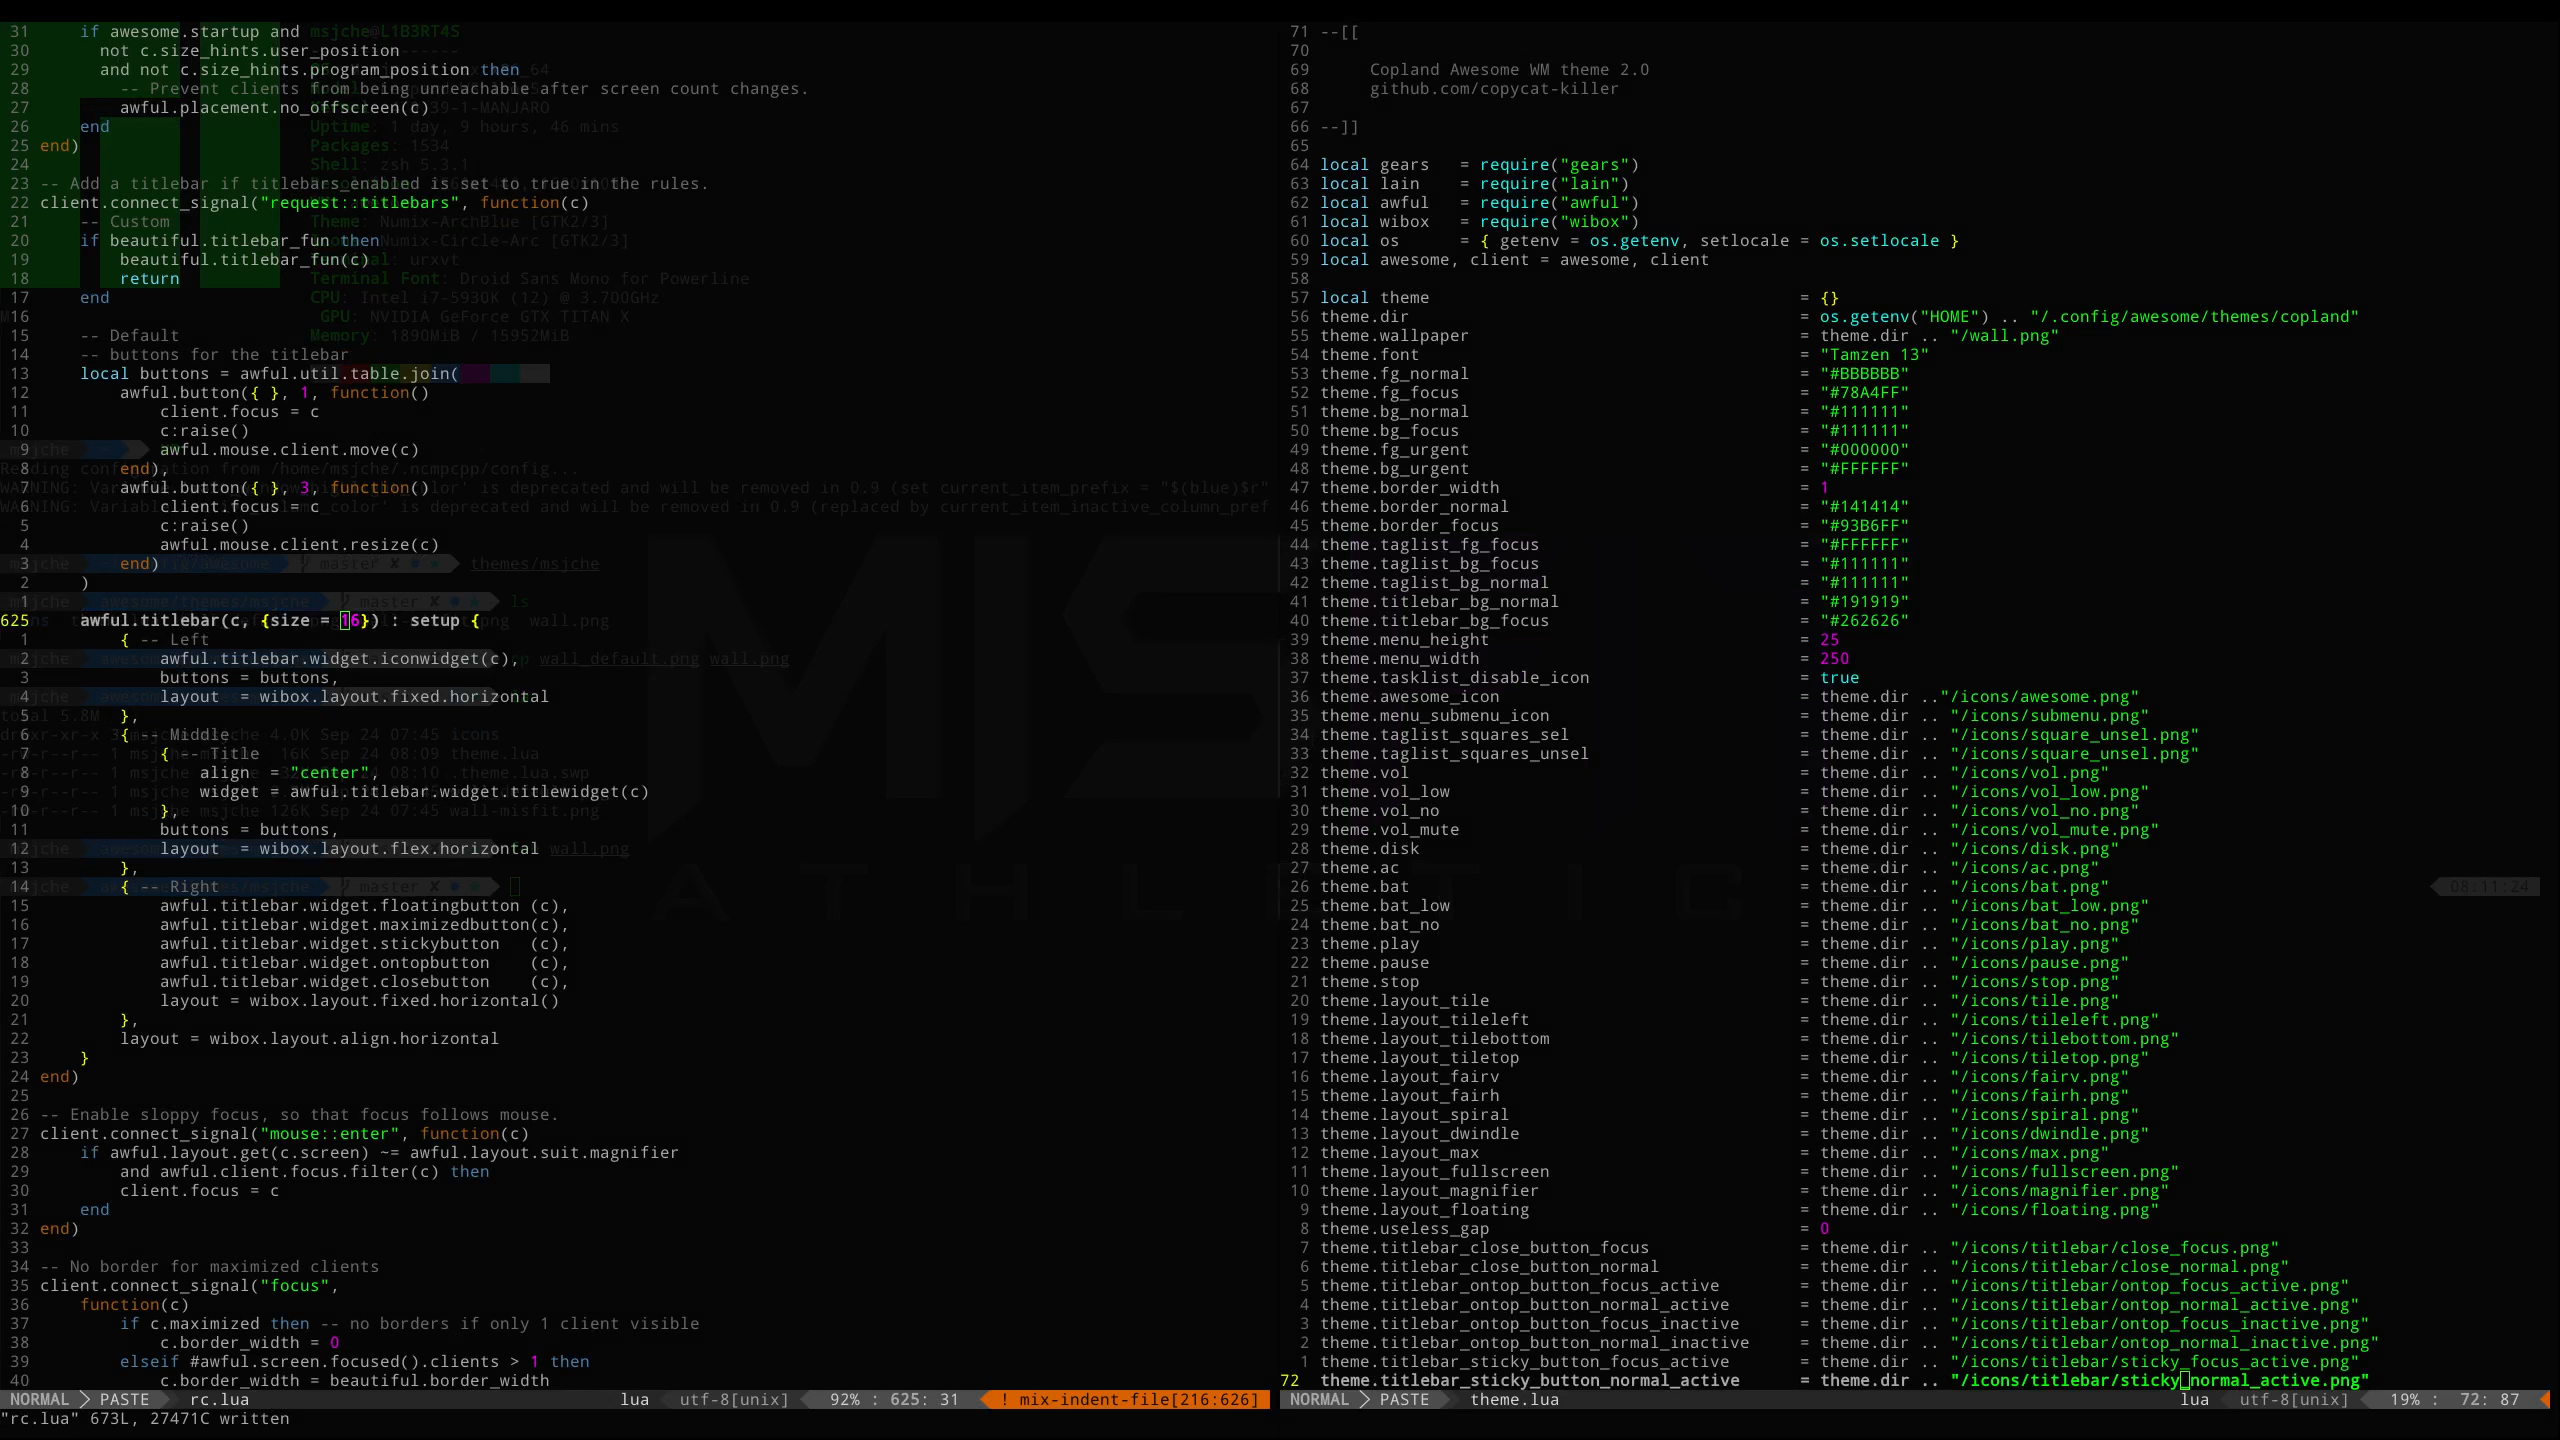 31     if awesome.startup and
30       not c.size_hints.user_position
29       and not c.size_hints.program_position then
28         -- Prevent clients from being unreachable after screen count changes.
27         awful.placement.no_offscreen(c)
26     end
25 end)
24
23 -- Add a titlebar if titlebars_enabled is set to true in the rules.
22 client.connect_signal("request::titlebars", function(c)
21     -- Custom
20     if beautiful.titlebar_fun then
19         beautiful.titlebar_fun(c)
18         return
17     end
16
15     -- Default
14     -- buttons for the titlebar
13     local buttons = awful.util.table.join(
12         awful.button({ }, 1, function()
11             client.focus = c
10             c:raise()
9             awful.mouse.client.move(c)
8         end),
7         awful.button({ }, 3, function()
6             client.focus = c
5             c:raise()
4             awful.mouse.client.resize(c)
3         end)
2     )
1
625     awful.titlebar(c, {size = 16}) : setup {
1         { -- Left
2             awful.titlebar.widget.iconwidget(c),
3             buttons = buttons,
4             layout  = wibox.layout.fixed.horizontal
5         },
6         { -- Middle
7             { -- Title
8                 align  = "center",
9                 widget = awful.titlebar.widget.titlewidget(c)
10             },
11             buttons = buttons,
12             layout  = wibox.layout.flex.horizontal
13         },
14         { -- Right
15             awful.titlebar.widget.floatingbutton (c),
16             awful.titlebar.widget.maximizedbutton(c),
17             awful.titlebar.widget.stickybutton   (c),
18             awful.titlebar.widget.ontopbutton    (c),
19             awful.titlebar.widget.closebutton    (c),
20             layout = wibox.layout.fixed.horizontal()
21         },
22         layout = wibox.layout.align.horizontal
23     }
24 end)
25
26 -- Enable sloppy focus, so that focus follows mouse.
27 client.connect_signal("mouse::enter", function(c)
28     if awful.layout.get(c.screen) ~= awful.layout.suit.magnifier
29         and awful.client.focus.filter(c) then
30         client.focus = c
31     end
32 end)
33
34 -- No border for maximized clients
35 client.connect_signal("focus",
36     function(c)
37         if c.maximized then -- no borders if only 1 client visible
38             c.border_width = 0
39         elseif #awful.screen.focused().clients > 1 then
40             c.border_width = beautiful.border_width
NORMAL PASTE rc.lua lua utf-8[unix] 92% : 625: 31 ! mix-indent-file[216:626]
"rc.lua" 673L, 27471C written
71 --[[
70
69      Copland Awesome WM theme 2.0
68      github.com/copycat-killer
67
66 --]]
65
64 local gears   = require("gears")
63 local lain    = require("lain")
62 local awful   = require("awful")
61 local wibox   = require("wibox")
60 local os      = { getenv = os.getenv, setlocale = os.setlocale }
59 local awesome, client = awesome, client
58
57 local theme = {}
56 theme.dir = os.getenv("HOME") .. "/.config/awesome/themes/copland"
55 theme.wallpaper = theme.dir .. "/wall.png"
54 theme.font = "Tamzen 13"
53 theme.fg_normal = "#BBBBBB"
52 theme.fg_focus = "#78A4FF"
51 theme.bg_normal = "#111111"
50 theme.bg_focus = "#111111"
49 theme.fg_urgent = "#000000"
48 theme.bg_urgent = "#FFFFFF"
47 theme.border_width = 1
46 theme.border_normal = "#141414"
45 theme.border_focus = "#93B6FF"
44 theme.taglist_fg_focus = "#FFFFFF"
43 theme.taglist_bg_focus = "#111111"
42 theme.taglist_bg_normal = "#111111"
41 theme.titlebar_bg_normal = "#191919"
40 theme.titlebar_bg_focus = "#262626"
39 theme.menu_height = 25
38 theme.menu_width = 250
37 theme.tasklist_disable_icon = true
36 theme.awesome_icon = theme.dir .."/icons/awesome.png"
35 theme.menu_submenu_icon = theme.dir .. "/icons/submenu.png"
34 theme.taglist_squares_sel = theme.dir .. "/icons/square_unsel.png"
33 theme.taglist_squares_unsel = theme.dir .. "/icons/square_unsel.png"
32 theme.vol = theme.dir .. "/icons/vol.png"
31 theme.vol_low = theme.dir .. "/icons/vol_low.png"
30 theme.vol_no = theme.dir .. "/icons/vol_no.png"
29 theme.vol_mute = theme.dir .. "/icons/vol_mute.png"
28 theme.disk = theme.dir .. "/icons/disk.png"
27 theme.ac = theme.dir .. "/icons/ac.png"
26 theme.bat = theme.dir .. "/icons/bat.png"
25 theme.bat_low = theme.dir .. "/icons/bat_low.png"
24 theme.bat_no = theme.dir .. "/icons/bat_no.png"
23 theme.play = theme.dir .. "/icons/play.png"
22 theme.pause = theme.dir .. "/icons/pause.png"
21 theme.stop = theme.dir .. "/icons/stop.png"
20 theme.layout_tile = theme.dir .. "/icons/tile.png"
19 theme.layout_tileleft = theme.dir .. "/icons/tileleft.png"
18 theme.layout_tilebottom = theme.dir .. "/icons/tilebottom.png"
17 theme.layout_tiletop = theme.dir .. "/icons/tiletop.png"
16 theme.layout_fairv = theme.dir .. "/icons/fairv.png"
15 theme.layout_fairh = theme.dir .. "/icons/fairh.png"
14 theme.layout_spiral = theme.dir .. "/icons/spiral.png"
13 theme.layout_dwindle = theme.dir .. "/icons/dwindle.png"
12 theme.layout_max = theme.dir .. "/icons/max.png"
11 theme.layout_fullscreen = theme.dir .. "/icons/fullscreen.png"
10 theme.layout_magnifier = theme.dir .. "/icons/magnifier.png"
9 theme.layout_floating = theme.dir .. "/icons/floating.png"
8 theme.useless_gap = 0
7 theme.titlebar_close_button_focus = theme.dir .. "/icons/titlebar/close_focus.png"
6 theme.titlebar_close_button_normal = theme.dir .. "/icons/titlebar/close_normal.png"
5 theme.titlebar_ontop_button_focus_active = theme.dir .. "/icons/titlebar/ontop_focus_active.png"
4 theme.titlebar_ontop_button_normal_active = theme.dir .. "/icons/titlebar/ontop_normal_active.png"
3 theme.titlebar_ontop_button_focus_inactive = theme.dir .. "/icons/titlebar/ontop_focus_inactive.png"
2 theme.titlebar_ontop_button_normal_inactive = theme.dir .. "/icons/titlebar/ontop_normal_inactive.png"
1 theme.titlebar_sticky_button_focus_active = theme.dir .. "/icons/titlebar/sticky_focus_active.png"
72 theme.titlebar_sticky_button_normal_active = theme.dir .. "/icons/titlebar/sticky_normal_active.png"
NORMAL PASTE theme.lua lua utf-8[unix] 19% : 72: 87